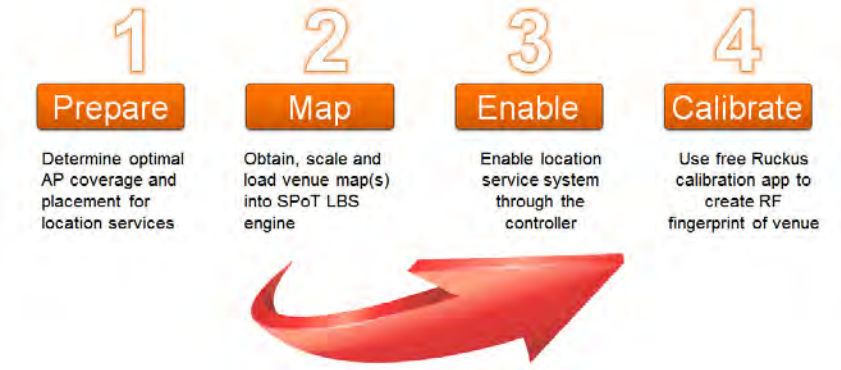 1
Prepare
Determine optimal
AP coverage and
placement for
location services
2
Map
Obtain, scale and
load venue map(s)
into SPoT LBS
engine
3
Enable
Enable location
service system
through the
controller
4
Calibrate
Use free Ruckus
calibration app to
create RF
fingerprint of venue